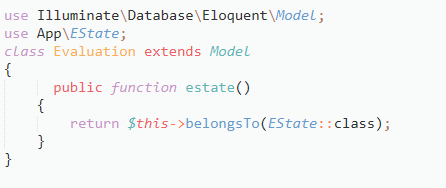 use Illuminate\Database\Eloquent\Model;
use App\EState;
class Evaluation extends Model
{
public function estate()
{
return $this->belongsTo(EState::class);
}
}